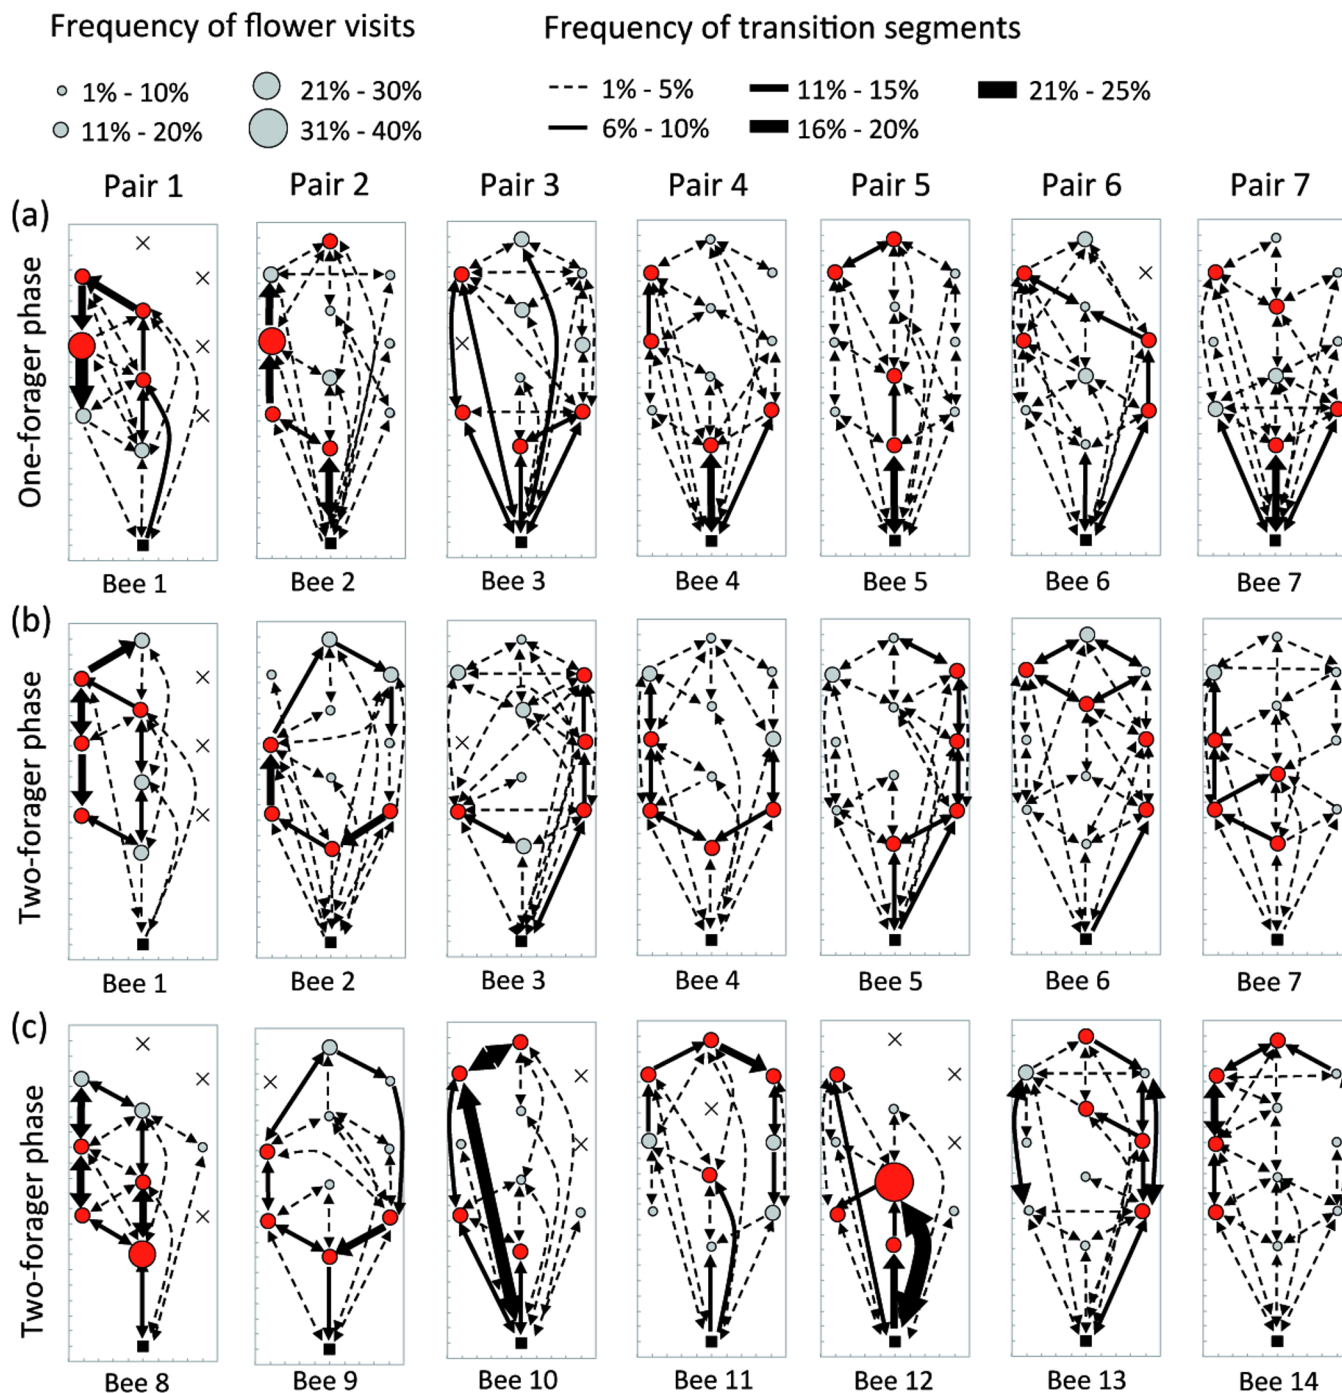 Frequency of flower visits
Frequency of transition segments
1% - 10%
21% - 30%
1% - 5%
11% - 15%
21% - 25%
11% - 20%
31% - 40%
6% - 10%
16% - 20%
Pair 1
Pair 2
Pair 3
Pair 4
Pair 5
Pair 6
Pair 7
(a)
One-forager phase
Bee 1
Bee 2
Bee 3
Bee 4
Bee 5
Bee 6
Bee 7
(b)
Two-forager phase
Bee 1
Bee 2
Bee 3
Bee 4
Bee 5
Bee 6
Bee 7
(c)
Two-forager phase
Bee 8
Bee 9
Bee 10
Bee 11
Bee 12
Bee 13
Bee 14